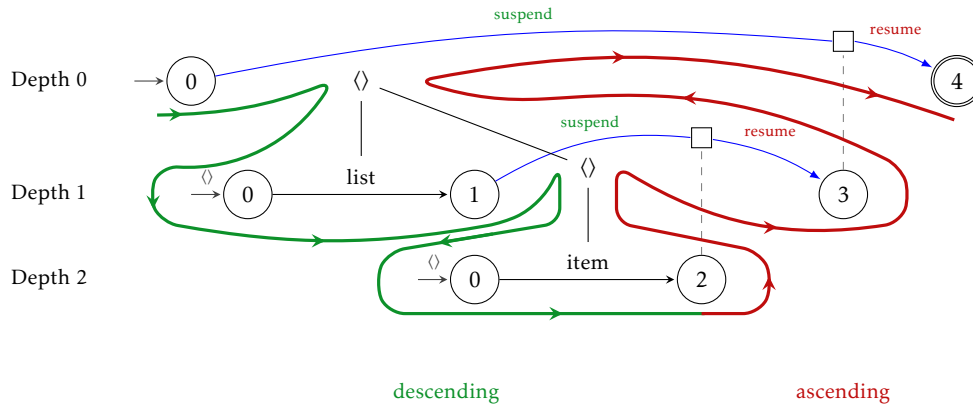 suspend
resume
Depth 0 0 ⟨⟩ 4
suspend resume
⟨⟩
⟨⟩
Depth 1 0 list 1 3
⟨⟩
Depth 2 0 item 2
descending ascending